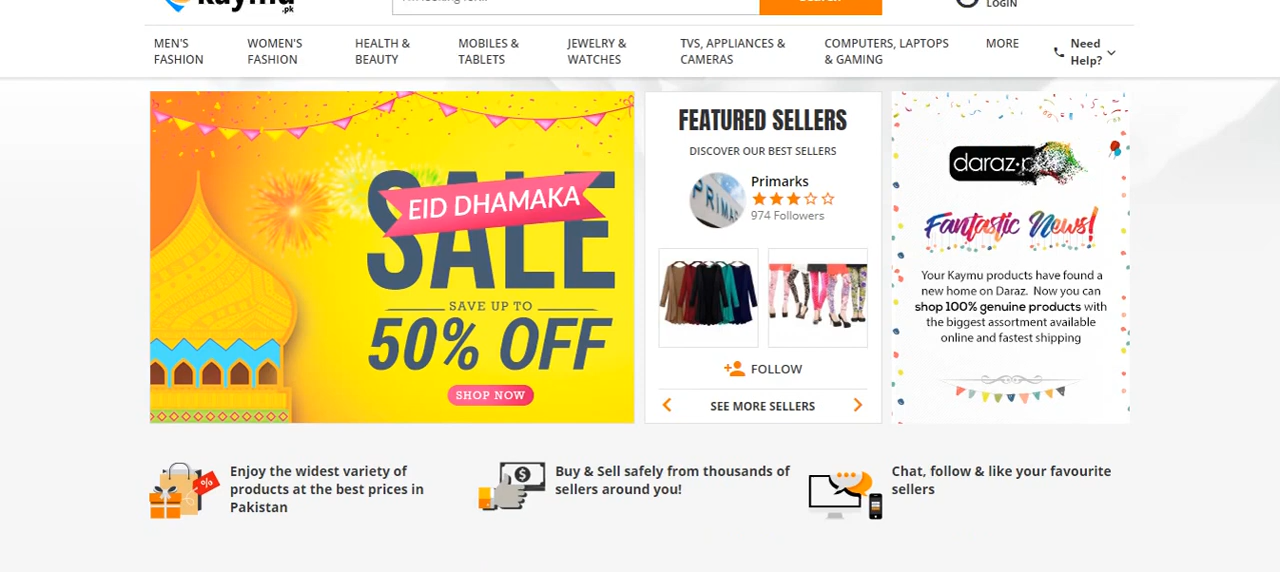 kaymu
.pk
LOGIN
MEN'S
FASHION
WOMEN'S
FASHION
HEALTH &
BEAUTY
MOBILES &
TABLETS
JEWELRY &
WATCHES
TVS, APPLIANCES &
CAMERAS
COMPUTERS, LAPTOPS
& GAMING
MORE
Need
Help?
SALE
EID DHAMAKA
SAVE UP TO
50% OFF
SHOP NOW
FEATURED SELLERS
DISCOVER OUR BEST SELLERS
Primarks
974 Followers
FOLLOW
SEE MORE SELLERS
daraz.p
Fantastic News!
Your Kaymu products have found a
new home on Daraz. Now you can
shop 100% genuine products with
the biggest assortment available
online and fastest shipping
%
Enjoy the widest variety of
products at the best prices in
Pakistan
$
Buy & Sell safely from thousands of
sellers around you!
Chat, follow & like your favourite
sellers